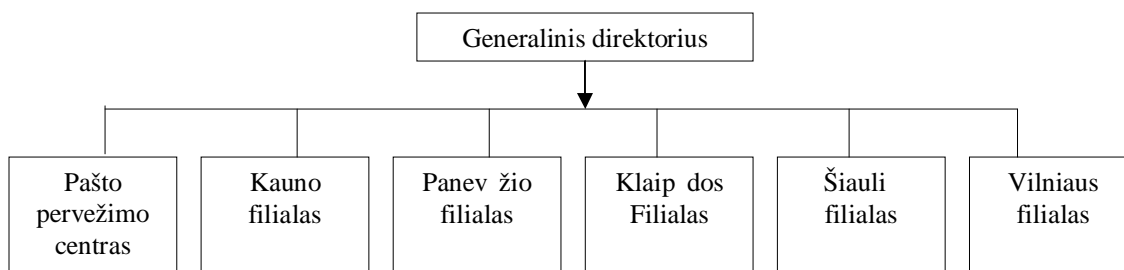 Generalinis direktorius
Pašto
pervežimo
centras
Kauno
filialas
Panev žio
filialas
Klaip dos
Filialas
Šiauli
filialas
Vilniaus
filialas